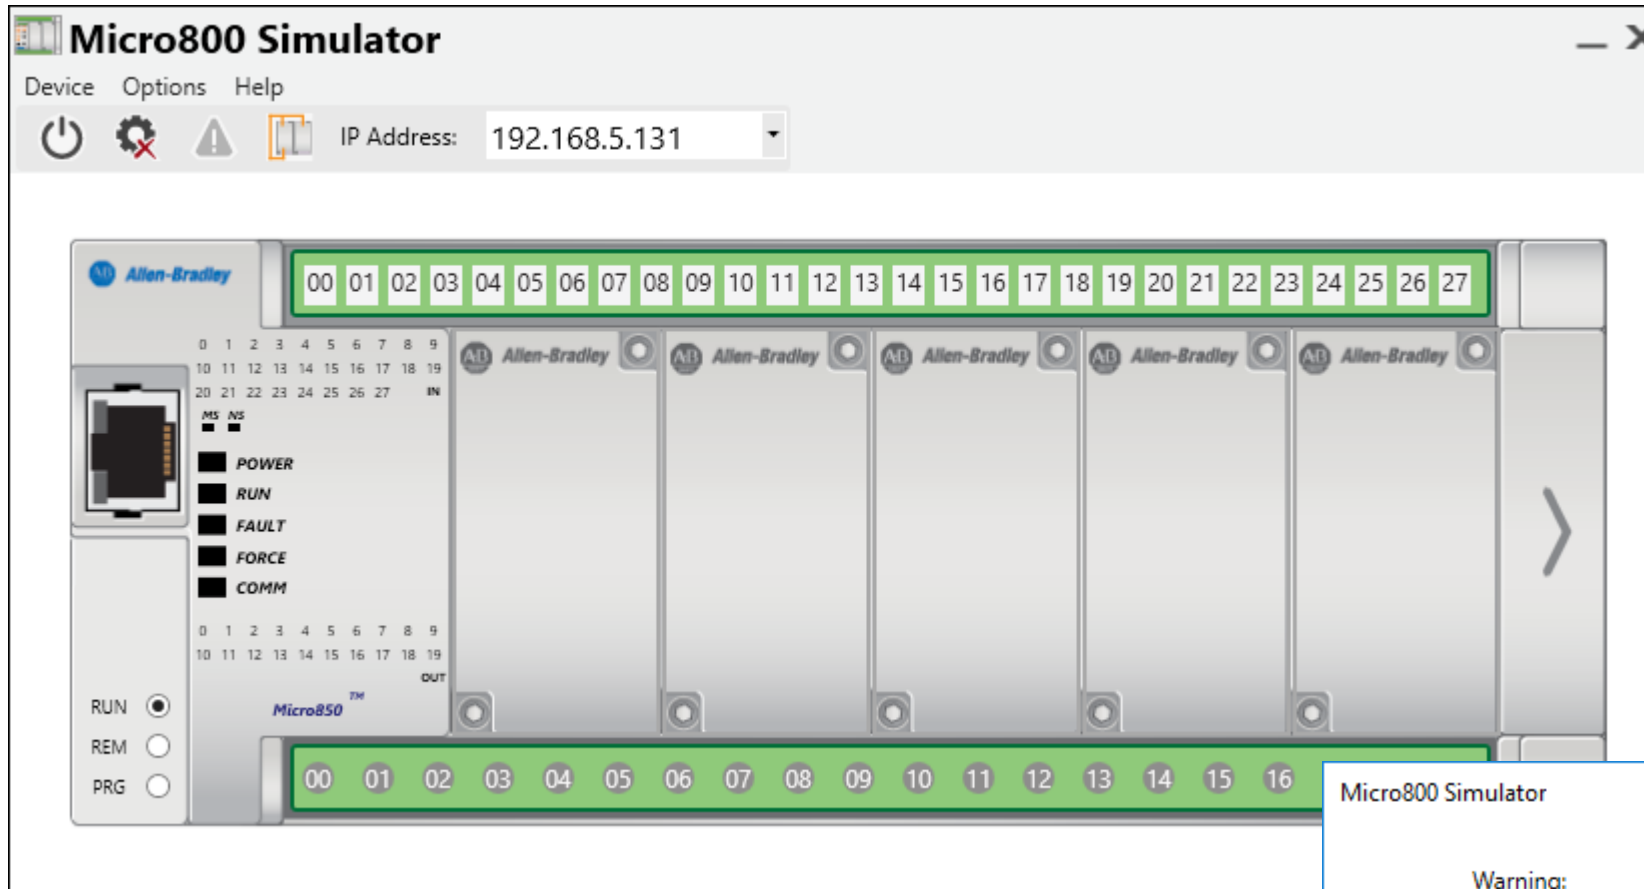 Micro800 Simulator
Device Options Help
IP Address: 192.168.5.131
Allen-Bradley
00 01 02 03 04 05 06 07 08 09 10 11 12 13 14 15 16 17 18 19 20 21 22 23 24 25 26 27
0 1 2 3 4 5 6 7 8 9
10 11 12 13 14 15 16 17 18 19
20 21 22 23 24 25 26 27 IN
MS NS
AB Allen-Bradley AB Allen-Bradley AB Allen-Bradley AB Allen-Bradley AB Allen-Bradley
POWER
RUN
FAULT
FORCE
COMM
0 1 2 3 4 5 6 7 8 9
10 11 12 13 14 15 16 17 18 19
OUT
Micro850 TM
RUN
REM
PRG
00 01 02 03 04 05 06 07 08 09 10 11 12 13 14 15 16
Micro800 Simulator
Warning: